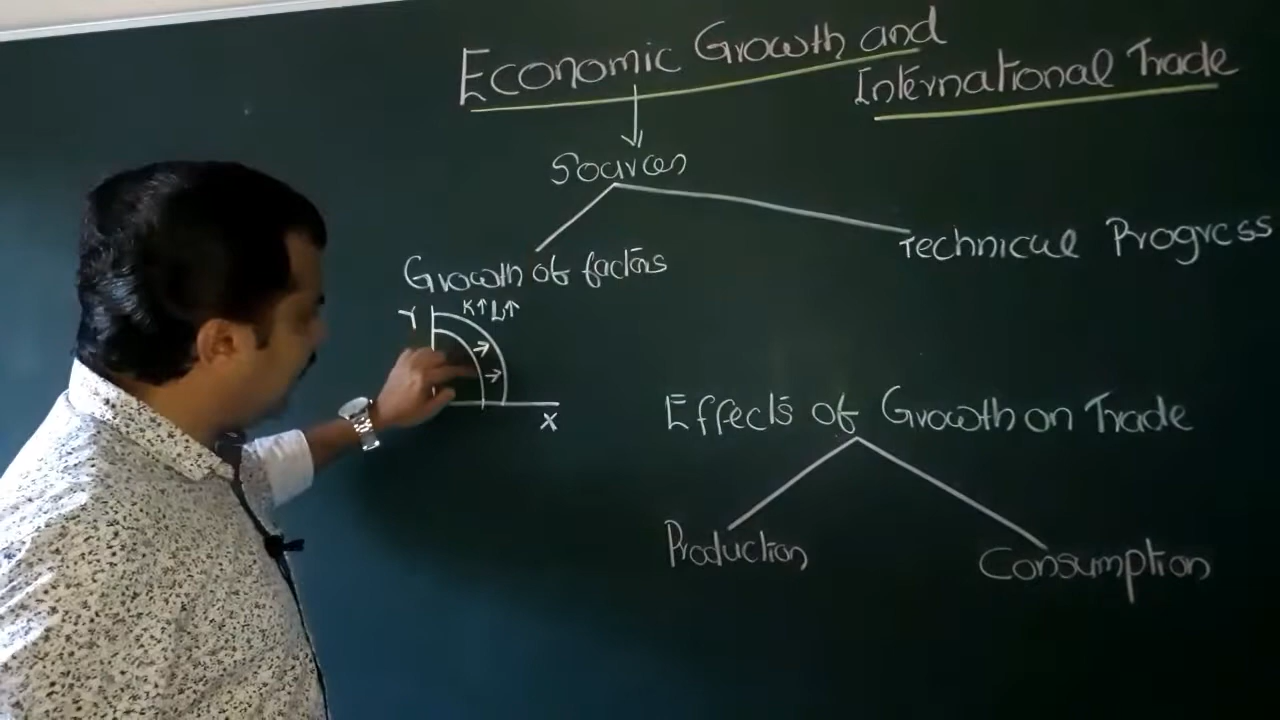 Economic Growth and
International Trade
Sources
Growth of factors
Technical Progress
K↑ L↑
Y
X
Effects of Growth on Trade
Production
Consumption